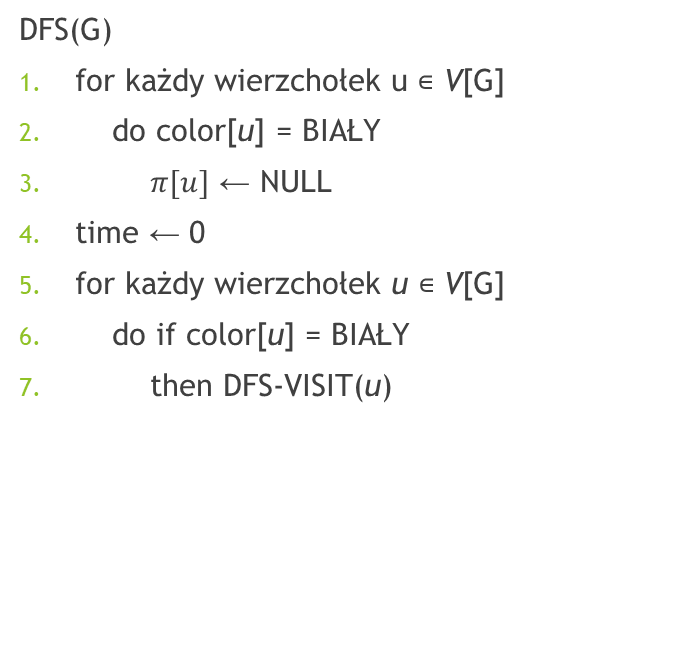 DFS(G)
1. for każdy wierzchołek u ∈ V[G]
2. do color[u] = BIAŁY
3. π[u] ← NULL
4. time ← 0
5. for każdy wierzchołek u ∈ V[G]
6. do if color[u] = BIAŁY
7. then DFS-VISIT(u)